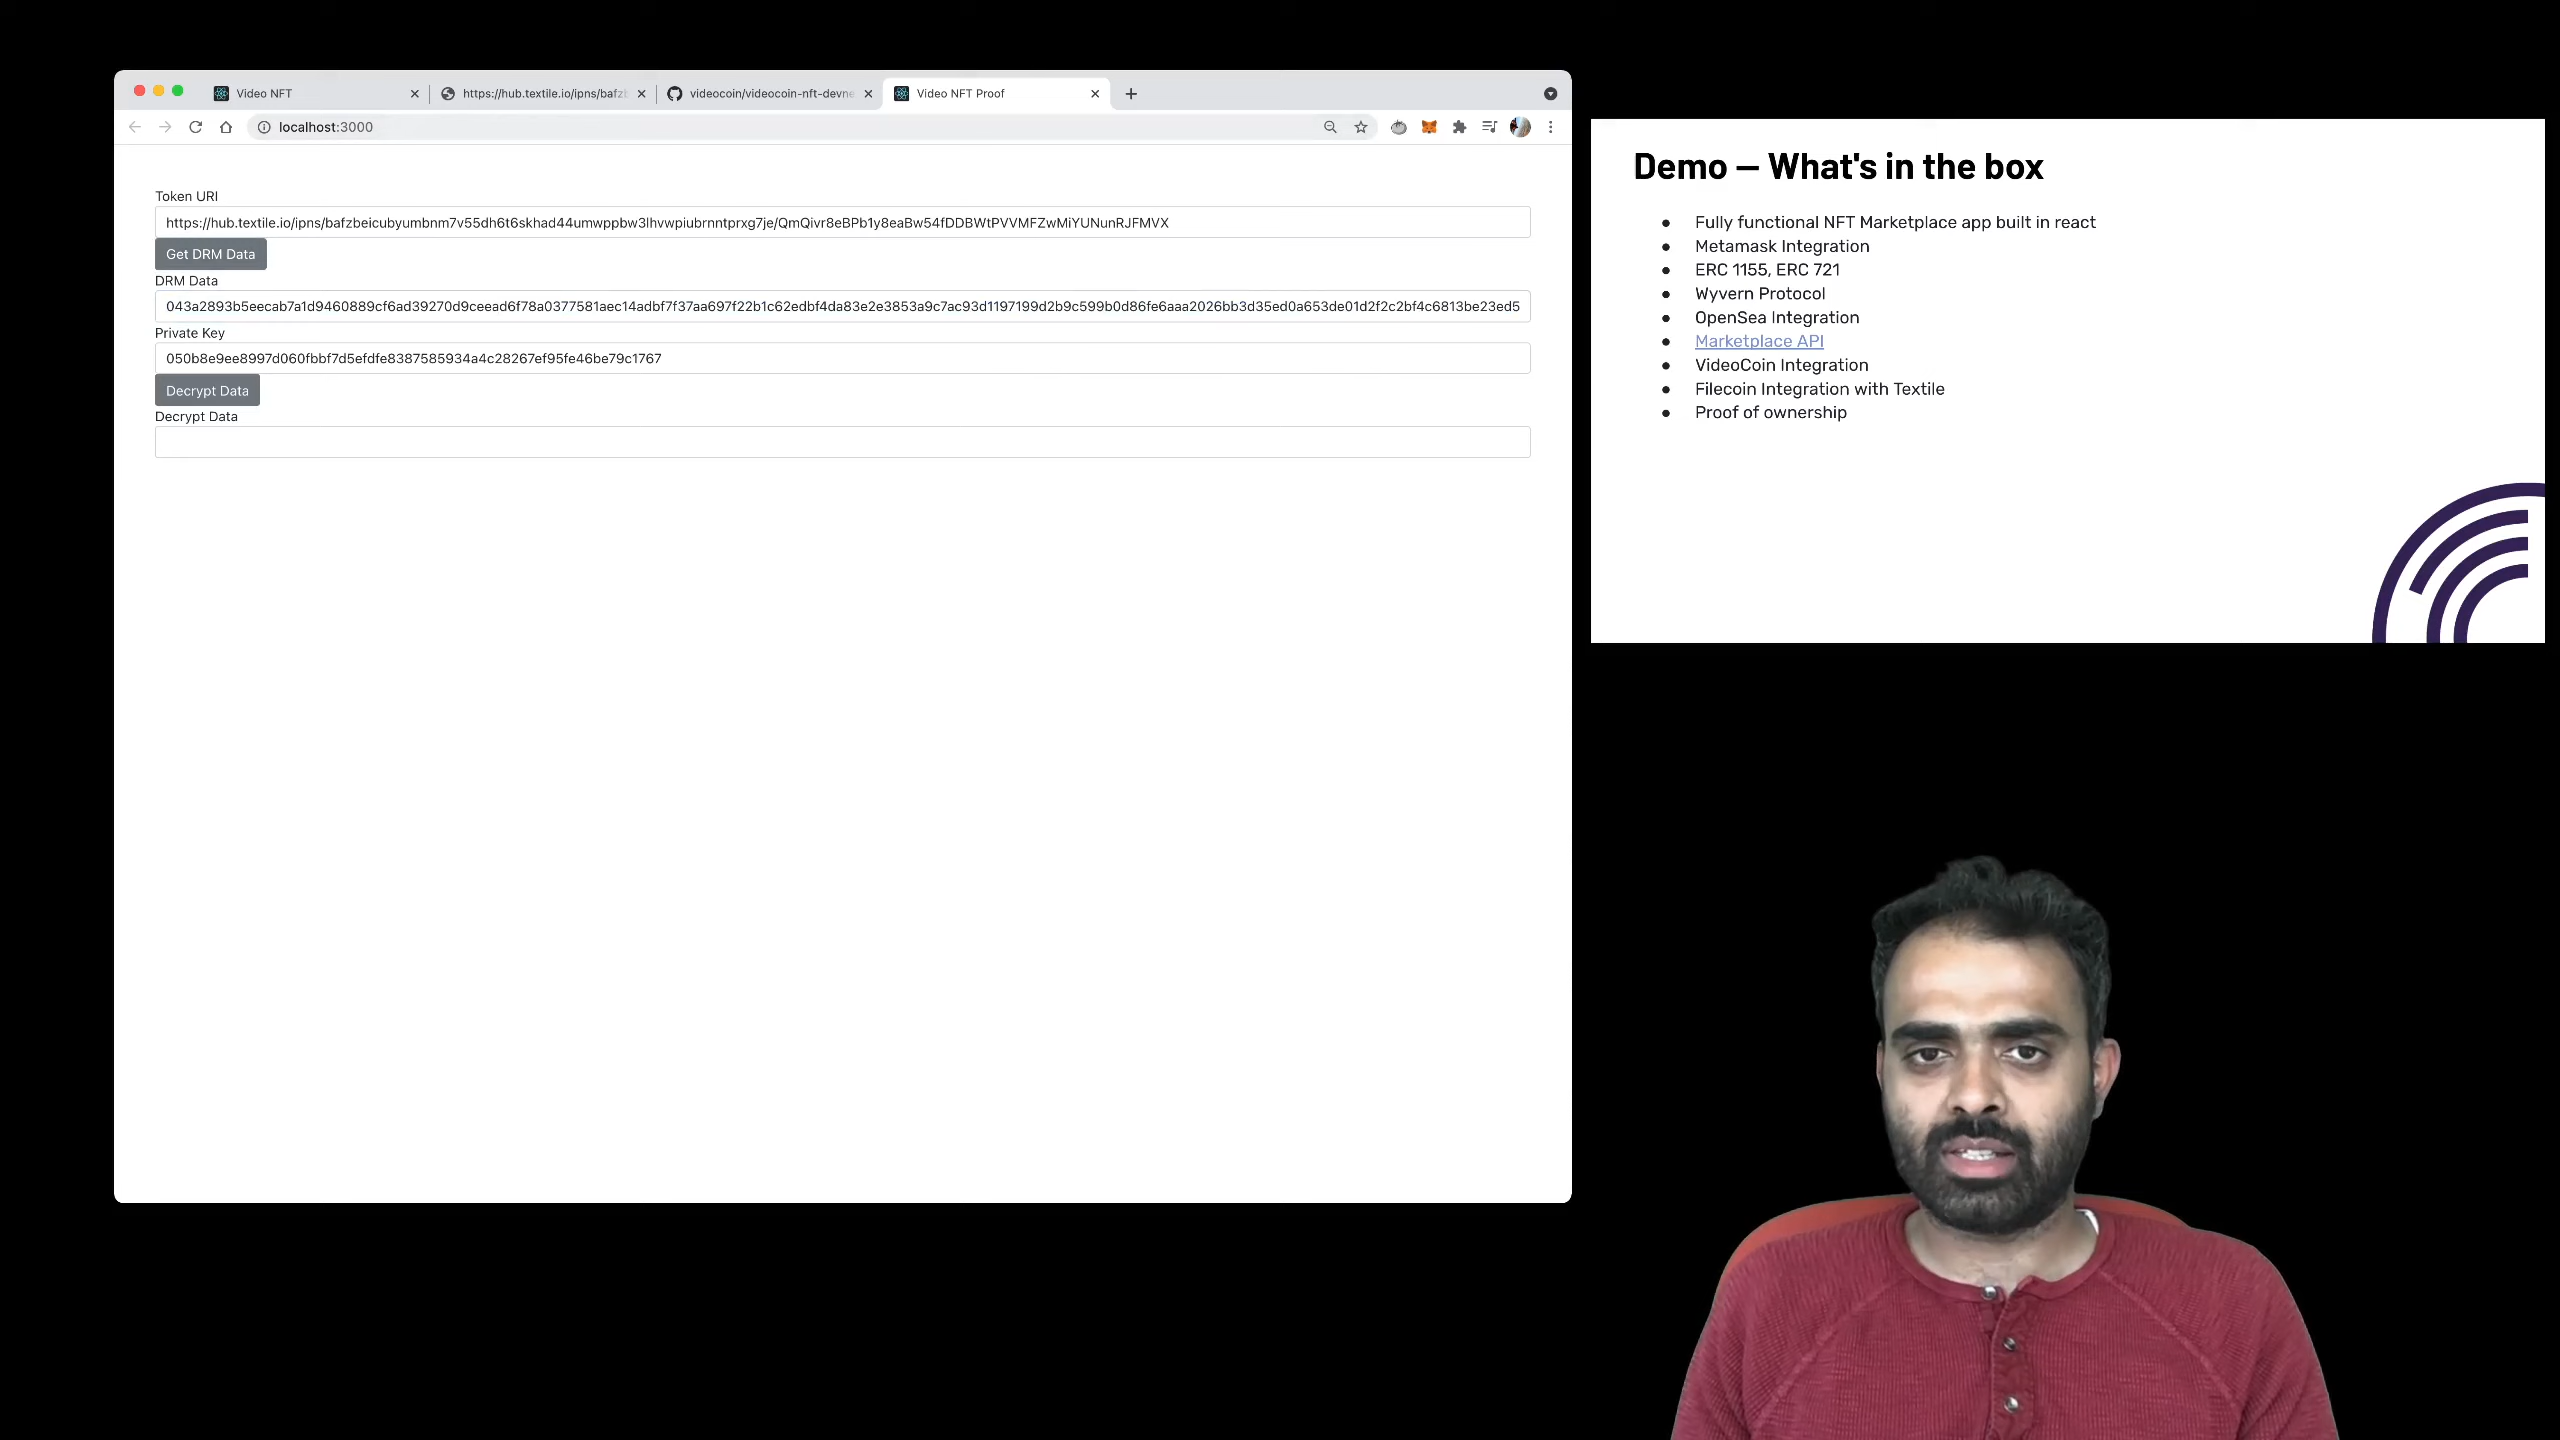 Video NFT
https://hub.textile.io/ipns/bafzb
videocoin/videocoin-nft-devne
Video NFT Proof
localhost:3000
Token URI
https://hub.textile.io/ipns/bafzbeicubyumbnm7v55dh6t6skhad44umwppbw3lhvwpiubrnntprxg7je/QmQivr8eBPb1y8eaBw54fDDBWtPVVMFZwMiYUNunRJFMVX
Get DRM Data
DRM Data
043a2893b5eecab7a1d9460889cf6ad39270d9ceead6f78a0377581aec14adbf7f37aa697f22b1c62edbf4da83e2e3853a9c7ac93d1197199d2b9c599b0d86fe6aaa2026bb3d35ed0a653de01d2f2c2bf4c6813be23ed5
Private Key
050b8e9ee8997d060fbbf7d5efdfe8387585934a4c28267ef95fe46be79c1767
Decrypt Data
Decrypt Data
Demo – What's in the box
● Fully functional NFT Marketplace app built in react
● Metamask Integration
● ERC 1155, ERC 721
● Wyvern Protocol
● OpenSea Integration
● Marketplace API
● VideoCoin Integration
● Filecoin Integration with Textile
● Proof of ownership